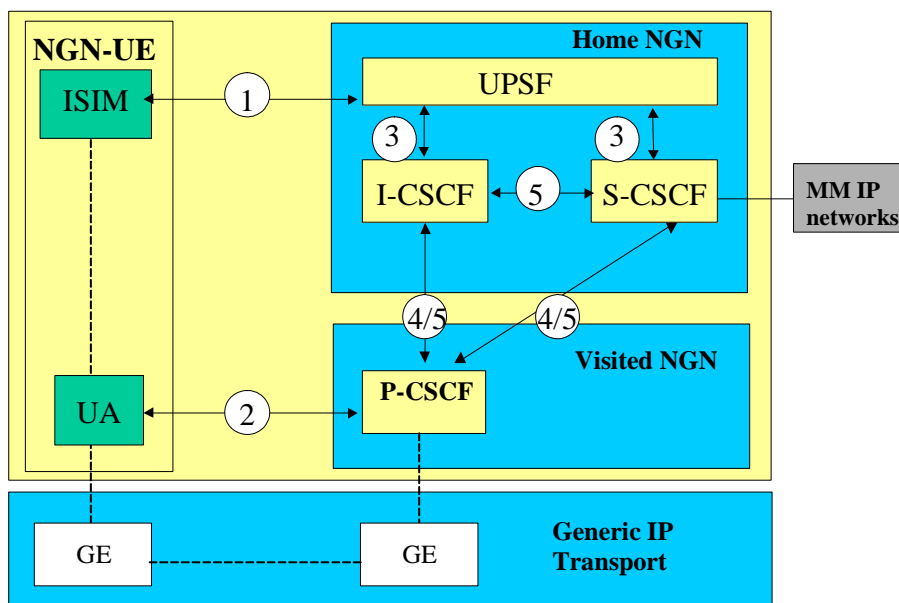 NGN-UE
Home NGN
ISIM
1
UPSF
3
3
I-CSCF
5
S-CSCF
MM IP
networks
4/5
4/5
Visited NGN
UA
2
P-CSCF
GE
GE
Generic IP
Transport